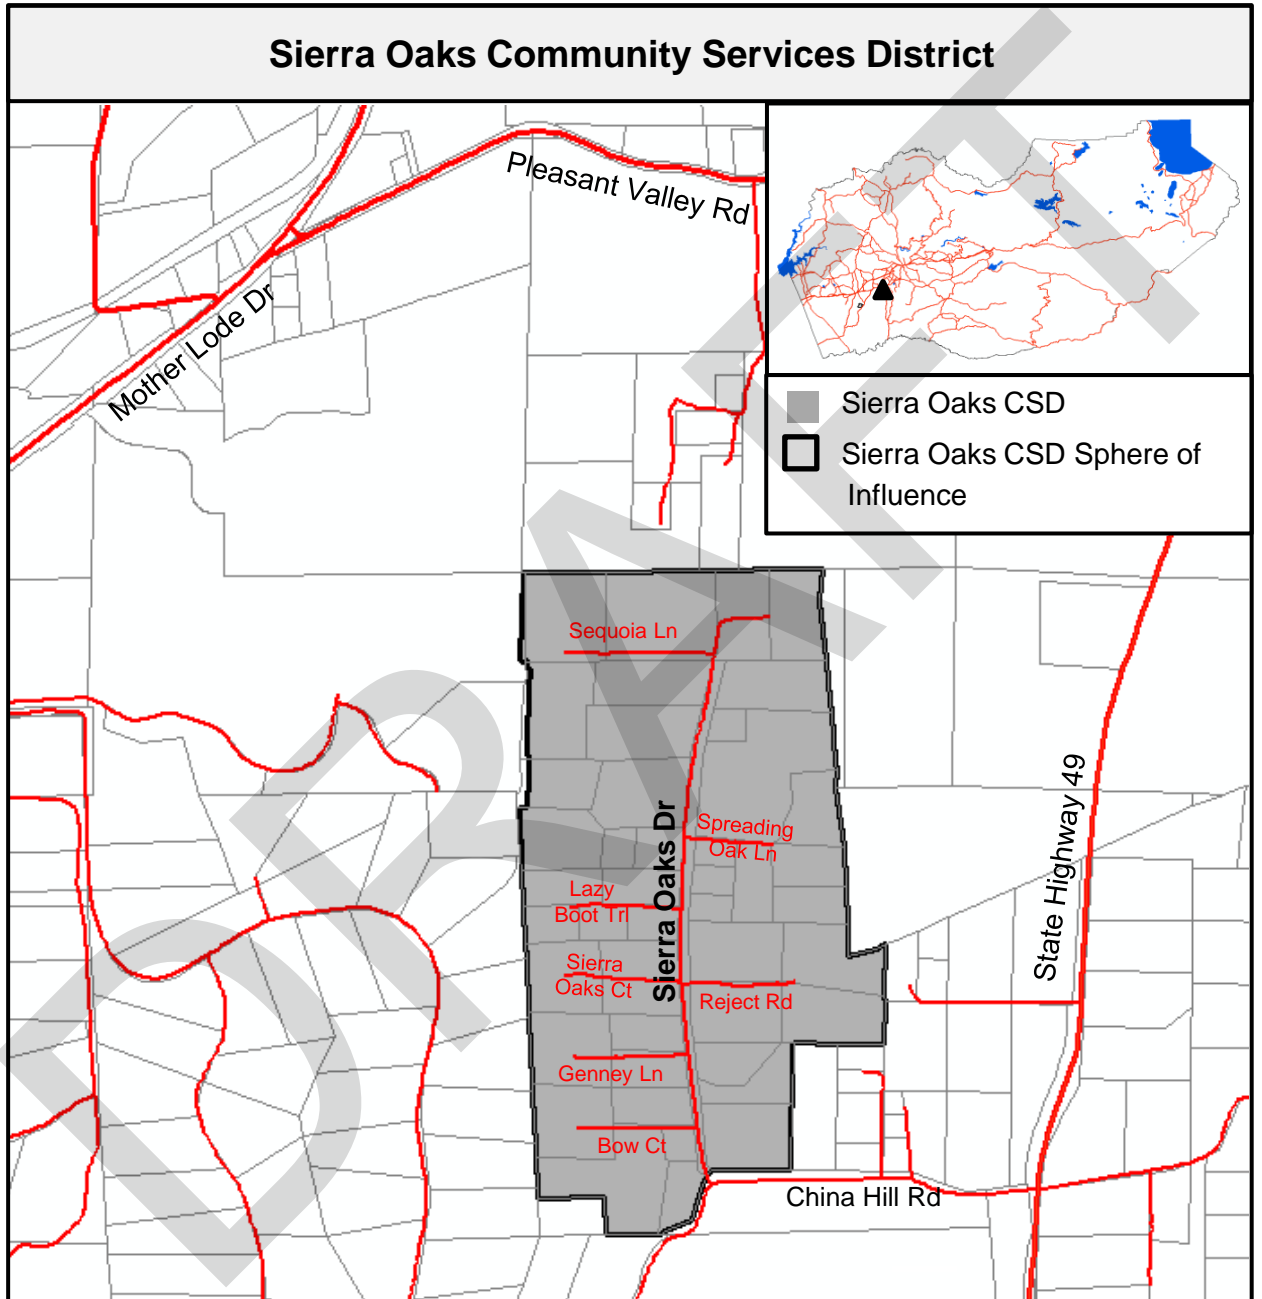 Sierra Oaks Community Services District
Pleasant Valley Rd
Mother Lode Dr
Sierra Oaks CSD
Sierra Oaks CSD Sphere of
Influence
Sequoia Ln
Sierra Oaks Dr
Spreading
Oak Ln
Lazy
Boot Trl
Sierra
Oaks Ct
Reject Rd
Genney Ln
Bow Ct
State Highway 49
China Hill Rd
DRAFT